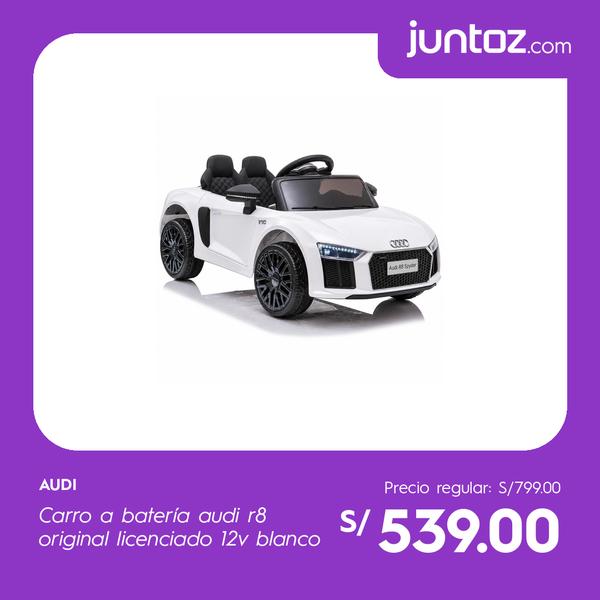 juntoz.com
Audi R8 Spyder
AUDI
Carro a batería audi r8
original licenciado 12v blanco
Precio regular: S/799.00
S/ 539.00